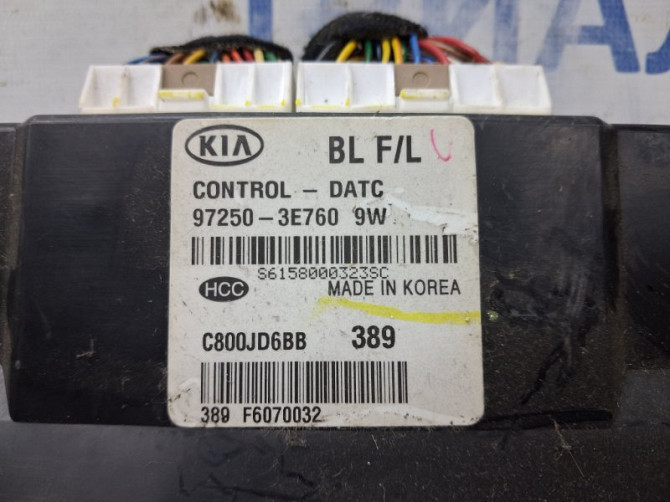 KIA BL F/L
CONTROL - DATC
97250-3E760 9W
S6158000323SC
HCC MADE IN KOREA
C800JD6BB 389
389 F6070032